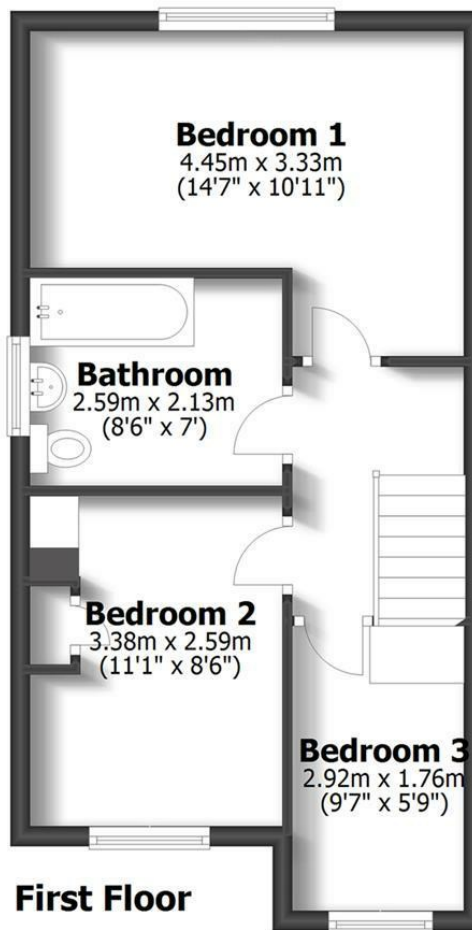 Bedroom 1
4.45m x 3.33m
(14'7" x 10'11")
Bathroom
2.59m x 2.13m
(8'6" x 7')
Bedroom 2
3.38m x 2.59m
(11'1" x 8'6")
Bedroom 3
2.92m x 1.76m
(9'7" x 5'9")
First Floor